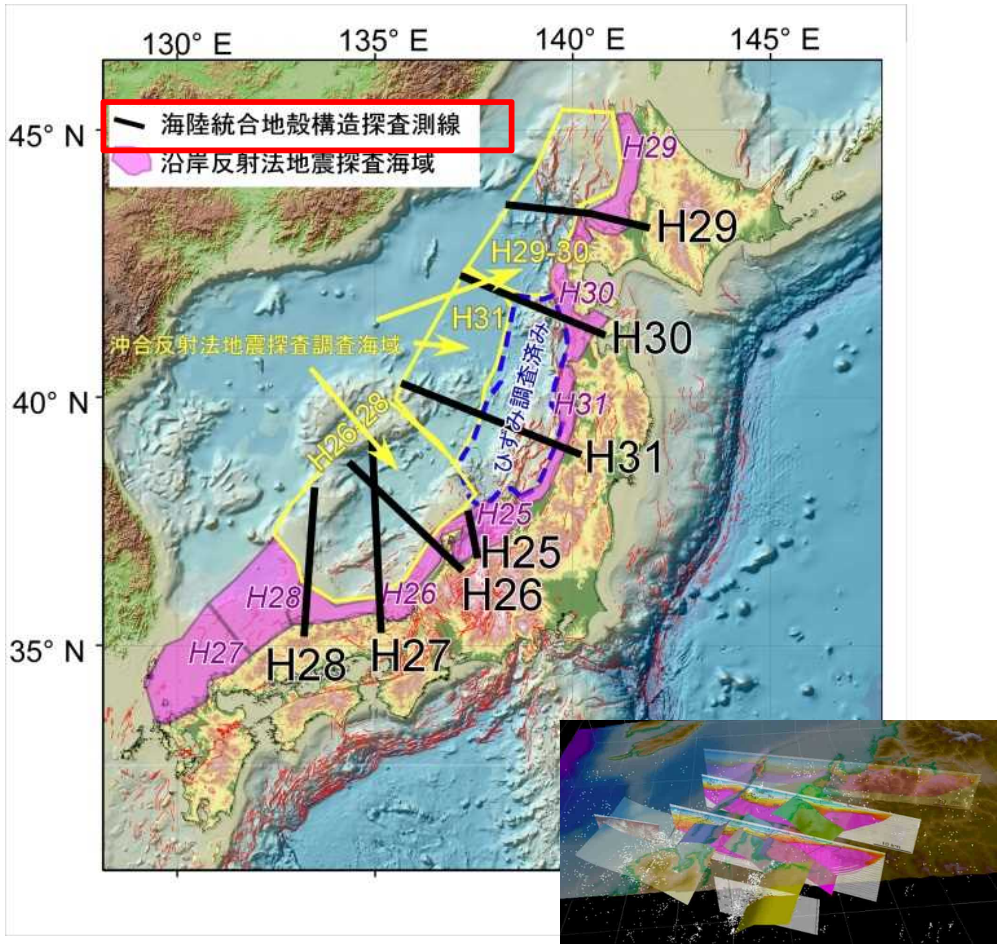 130° E
135° E
140° E
145° E
45° N
海陸統合地殻構造探査測線
沿岸反射法地震探査海域
H29
H29
H29-30
H30
H31
H30
沖合反射法地震探査調査海域
ひずみ調査済み
40° N
H31
H26-28
H31
H25
H25
H28
H26
H26
H27
H28
H27
35° N